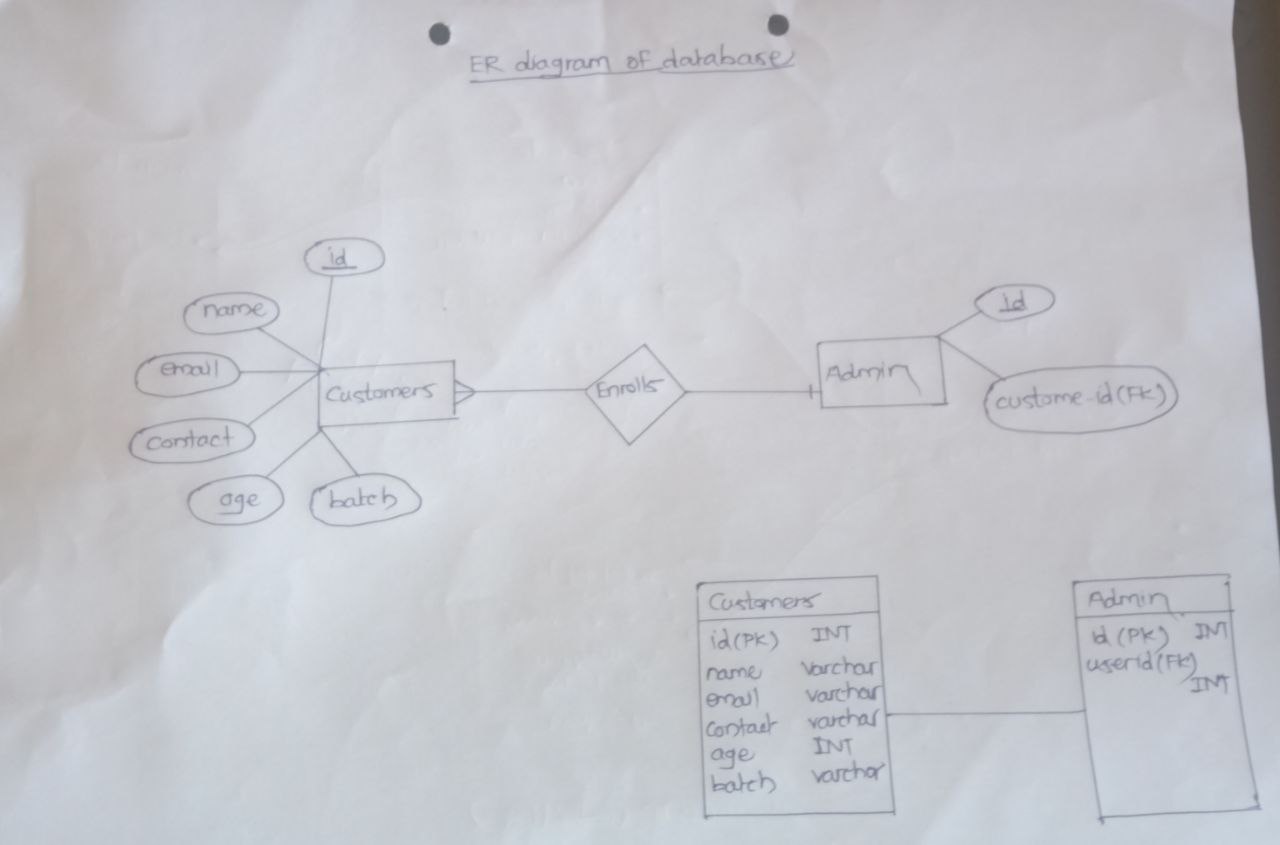 ER diagram of database
id
name
email
contact
age
batch
Customers
Enrolls
Admin
id
custome-id(FK)
Customers
id(PK) INT
name varchar
email varchar
contact varchar
age INT
batch varchar
Admin
id (PK) INT
userid(FK)
INT